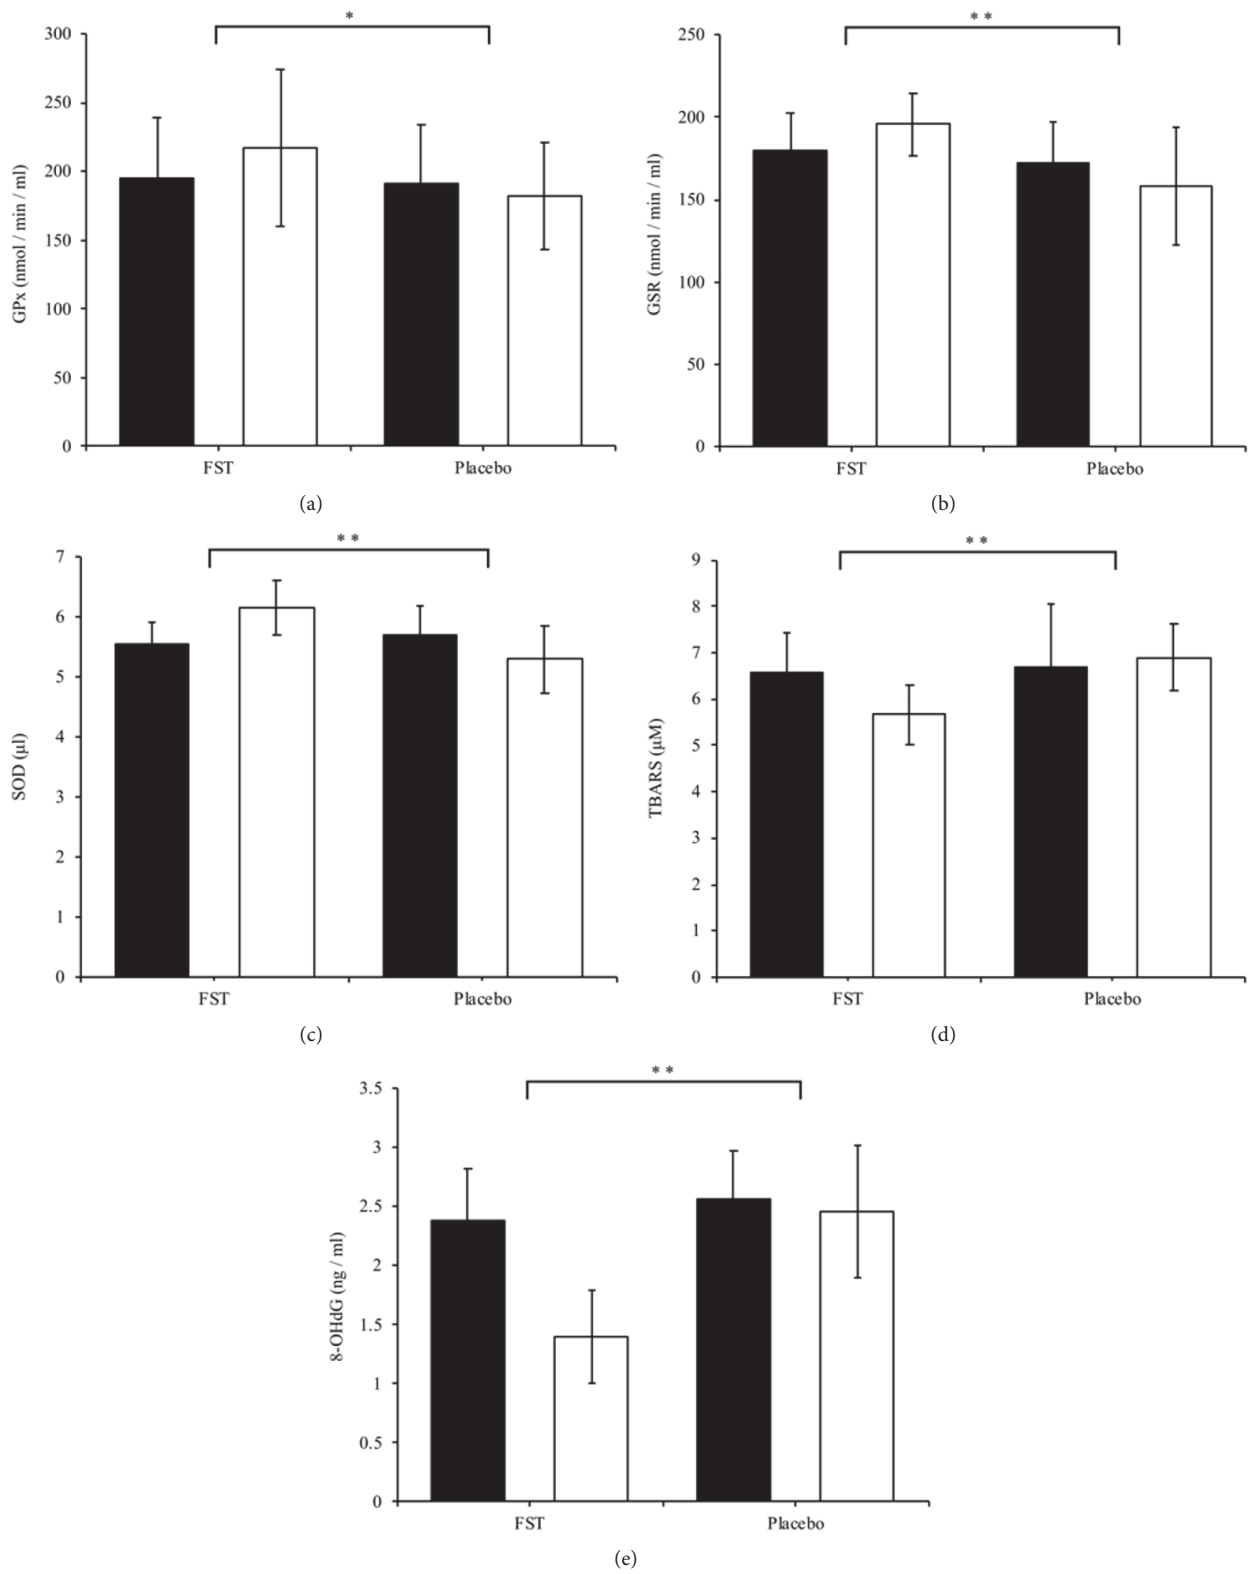 *
300
250
200
150
100
50
0
GPx (nmol / min / ml)
FST
Placebo
(a)
* *
250
200
150
100
50
0
GSR (nmol / min / ml)
FST
Placebo
(b)
* *
7
6
5
4
3
2
1
0
SOD (μl)
FST
Placebo
(c)
* *
9
8
7
6
5
4
3
2
1
0
TBARS (μM)
FST
Placebo
(d)
* *
3.5
3
2.5
2
1.5
1
0.5
0
8-OHdG (ng / ml)
FST
Placebo
(e)